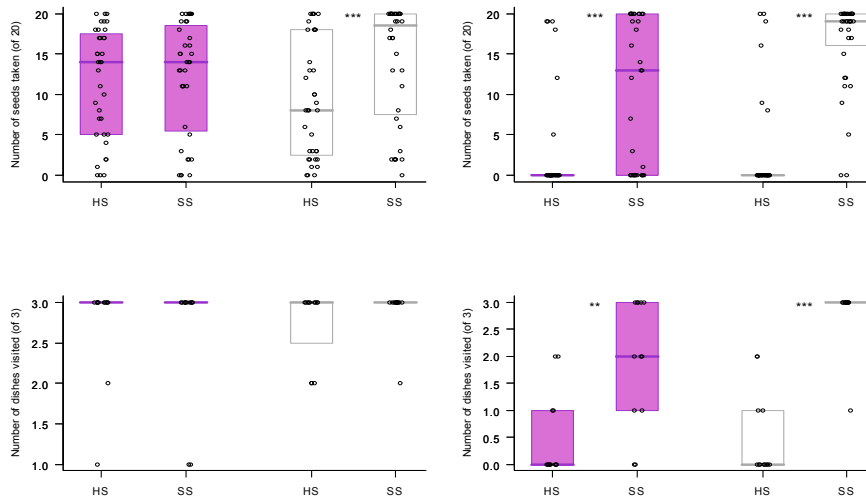 Number of seeds taken (of 20)
20
15
10
5
0
***
HS
SS
HS
SS
Number of seeds taken (of 20)
20
15
10
5
0
***
***
HS
SS
HS
SS
Number of dishes visited (of 3)
3.0
2.5
2.0
1.5
1.0
HS
SS
HS
SS
Number of dishes visited (of 3)
3.0
2.5
2.0
1.5
1.0
0.5
0.0
**
***
HS
SS
HS
SS